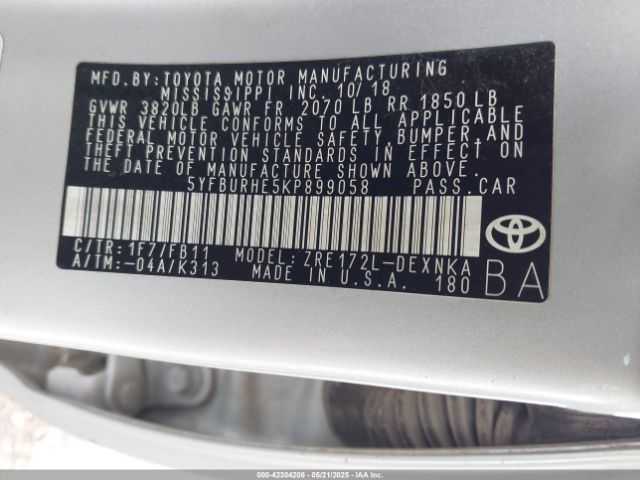 MFD. BY: TOYOTA MOTOR MANUFACTURING
MISSISSIPPI INC. 10/18
GVWR 3820LB GAWR FR 2070 LB RR 1850 LB
THIS VEHICLE CONFORMS TO ALL APPLICABLE
FEDERAL MOTOR VEHICLE SAFETY, BUMPER, AND
THEFT PREVENTION STANDARDS IN EFFECT ON
THE DATE OF MANUFACTURE SHOWN ABOVE.
5YFBURHE5KP899058 PASS. CAR
C/TR: 1F7/FB11 MODEL: ZRE172L-DEXNKA
A/TM: -04A/K313 MADE IN U.S.A. 180
BA
000-42304208 - 05/21/2025 - IAAI.COM